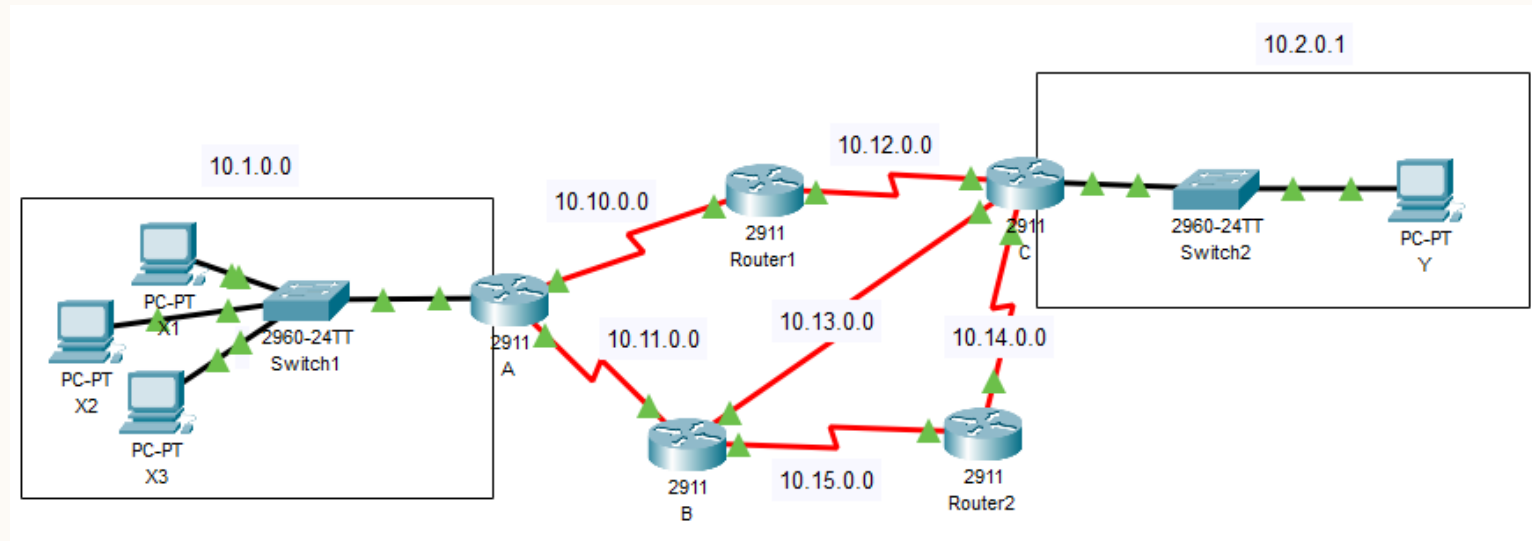 10.2.0.1
10.1.0.0
10.12.0.0
10.10.0.0
2911
Router1
2911
C
2960-24TT
Switch2
PC-PT
Y
PC-PT
X1
PC-PT
X2
PC-PT
X3
2960-24TT
Switch1
2911
A
10.11.0.0
10.13.0.0
10.14.0.0
2911
B
10.15.0.0
2911
Router2